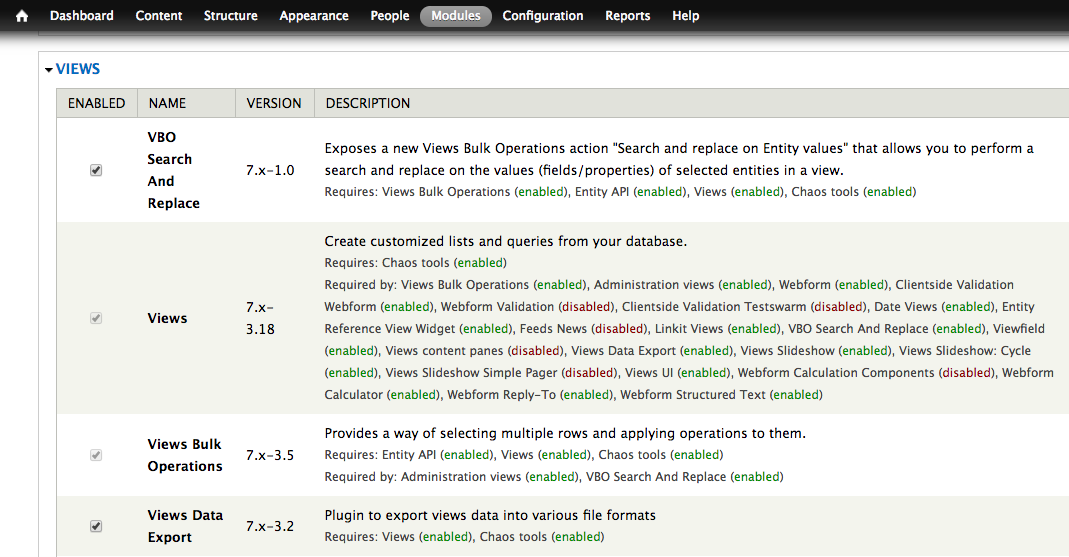 Dashboard Content Structure Appearance People Modules Configuration Reports Help
VIEWS
ENABLED NAME VERSION DESCRIPTION
VBO
Search
And
Replace
7.x-1.0
Exposes a new Views Bulk Operations action "Search and replace on Entity values" that allows you to perform a
search and replace on the values (fields/properties) of selected entities in a view.
Requires: Views Bulk Operations (enabled), Entity API (enabled), Views (enabled), Chaos tools (enabled)
Views
7.x-
3.18
Create customized lists and queries from your database.
Requires: Chaos tools (enabled)
Required by: Views Bulk Operations (enabled), Administration views (enabled), Webform (enabled), Clientside Validation
Webform (enabled), Webform Validation (disabled), Clientside Validation Testswarm (disabled), Date Views (enabled), Entity
Reference View Widget (enabled), Feeds News (disabled), Linkit Views (enabled), VBO Search And Replace (enabled), Viewfield
(enabled), Views content panes (disabled), Views Data Export (enabled), Views Slideshow (enabled), Views Slideshow: Cycle
(enabled), Views Slideshow Simple Pager (disabled), Views UI (enabled), Webform Calculation Components (disabled), Webform
Calculator (enabled), Webform Reply-To (enabled), Webform Structured Text (enabled)
Views Bulk
Operations
7.x-3.5
Provides a way of selecting multiple rows and applying operations to them.
Requires: Entity API (enabled), Views (enabled), Chaos tools (enabled)
Required by: Administration views (enabled), VBO Search And Replace (enabled)
Views Data
Export
7.x-3.2
Plugin to export views data into various file formats
Requires: Views (enabled), Chaos tools (enabled)